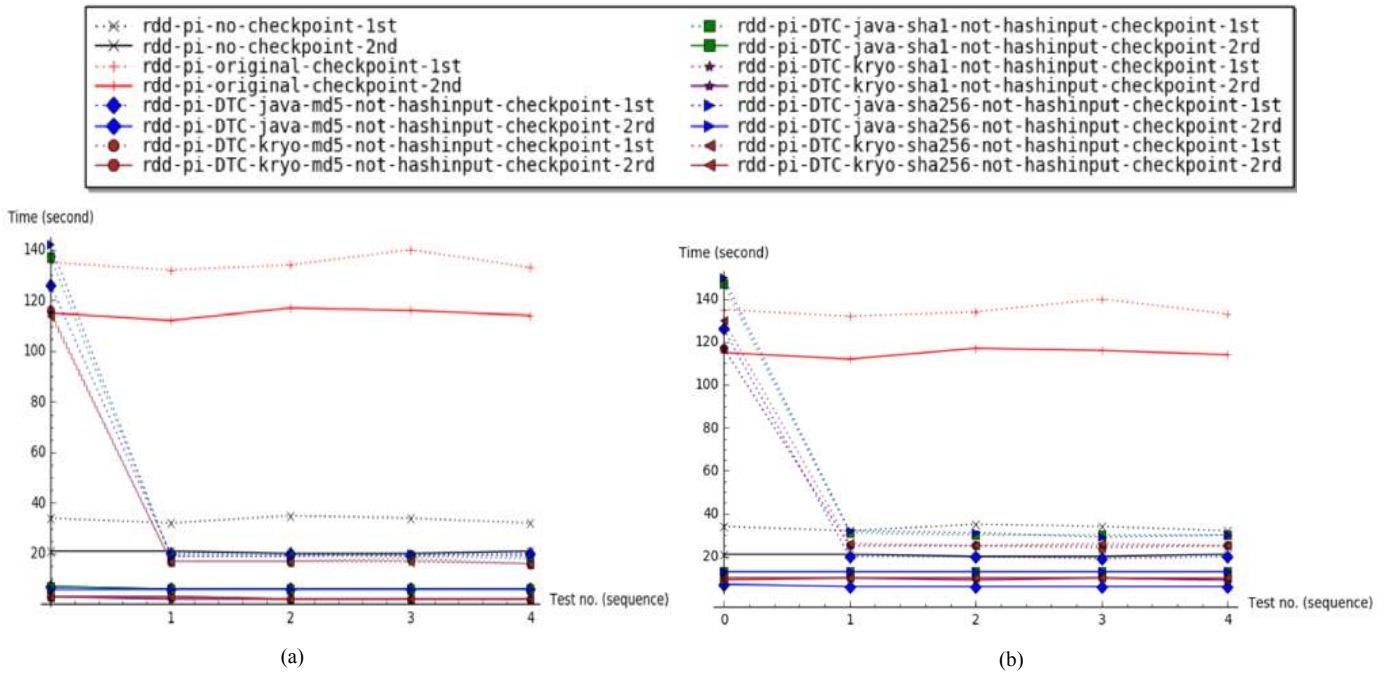 rdd-pi-no-checkpoint-1st
rdd-pi-no-checkpoint-2nd
rdd-pi-original-checkpoint-1st
rdd-pi-original-checkpoint-2nd
rdd-pi-DTC-java-md5-not-hashinput-checkpoint-1st
rdd-pi-DTC-java-md5-not-hashinput-checkpoint-2rd
rdd-pi-DTC-kryo-md5-not-hashinput-checkpoint-1st
rdd-pi-DTC-kryo-md5-not-hashinput-checkpoint-2rd
rdd-pi-DTC-java-sha1-not-hashinput-checkpoint-1st
rdd-pi-DTC-java-sha1-not-hashinput-checkpoint-2rd
rdd-pi-DTC-kryo-sha1-not-hashinput-checkpoint-1st
rdd-pi-DTC-kryo-sha1-not-hashinput-checkpoint-2rd
rdd-pi-DTC-java-sha256-not-hashinput-checkpoint-1st
rdd-pi-DTC-java-sha256-not-hashinput-checkpoint-2rd
rdd-pi-DTC-kryo-sha256-not-hashinput-checkpoint-1st
rdd-pi-DTC-kryo-sha256-not-hashinput-checkpoint-2rd
Time (second)
140
120
100
80
60
40
20
1
2
3
4
Test no. (sequence)
(a)
Time (second)
140
120
100
80
60
40
20
0
1
2
3
4
Test no. (sequence)
(b)